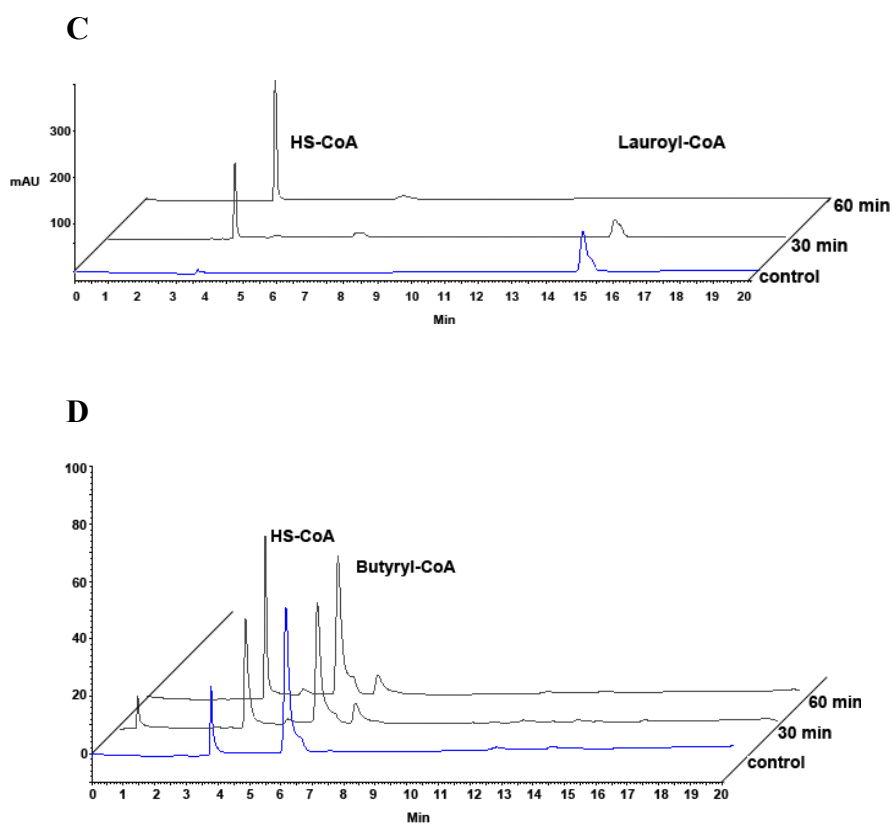 C
300
HS-CoA
Lauroyl-CoA
mAU
200
60 min
100
30 min
control
0 1 2 3 4 5 6 7 8 9 10 11 12 13 14 15 16 17 18 19 20
Min
D
100
80
HS-CoA
Butyryl-CoA
60
40
20
60 min
30 min
control
0
0 1 2 3 4 5 6 7 8 9 10 11 12 13 14 15 16 17 18 19 20
Min